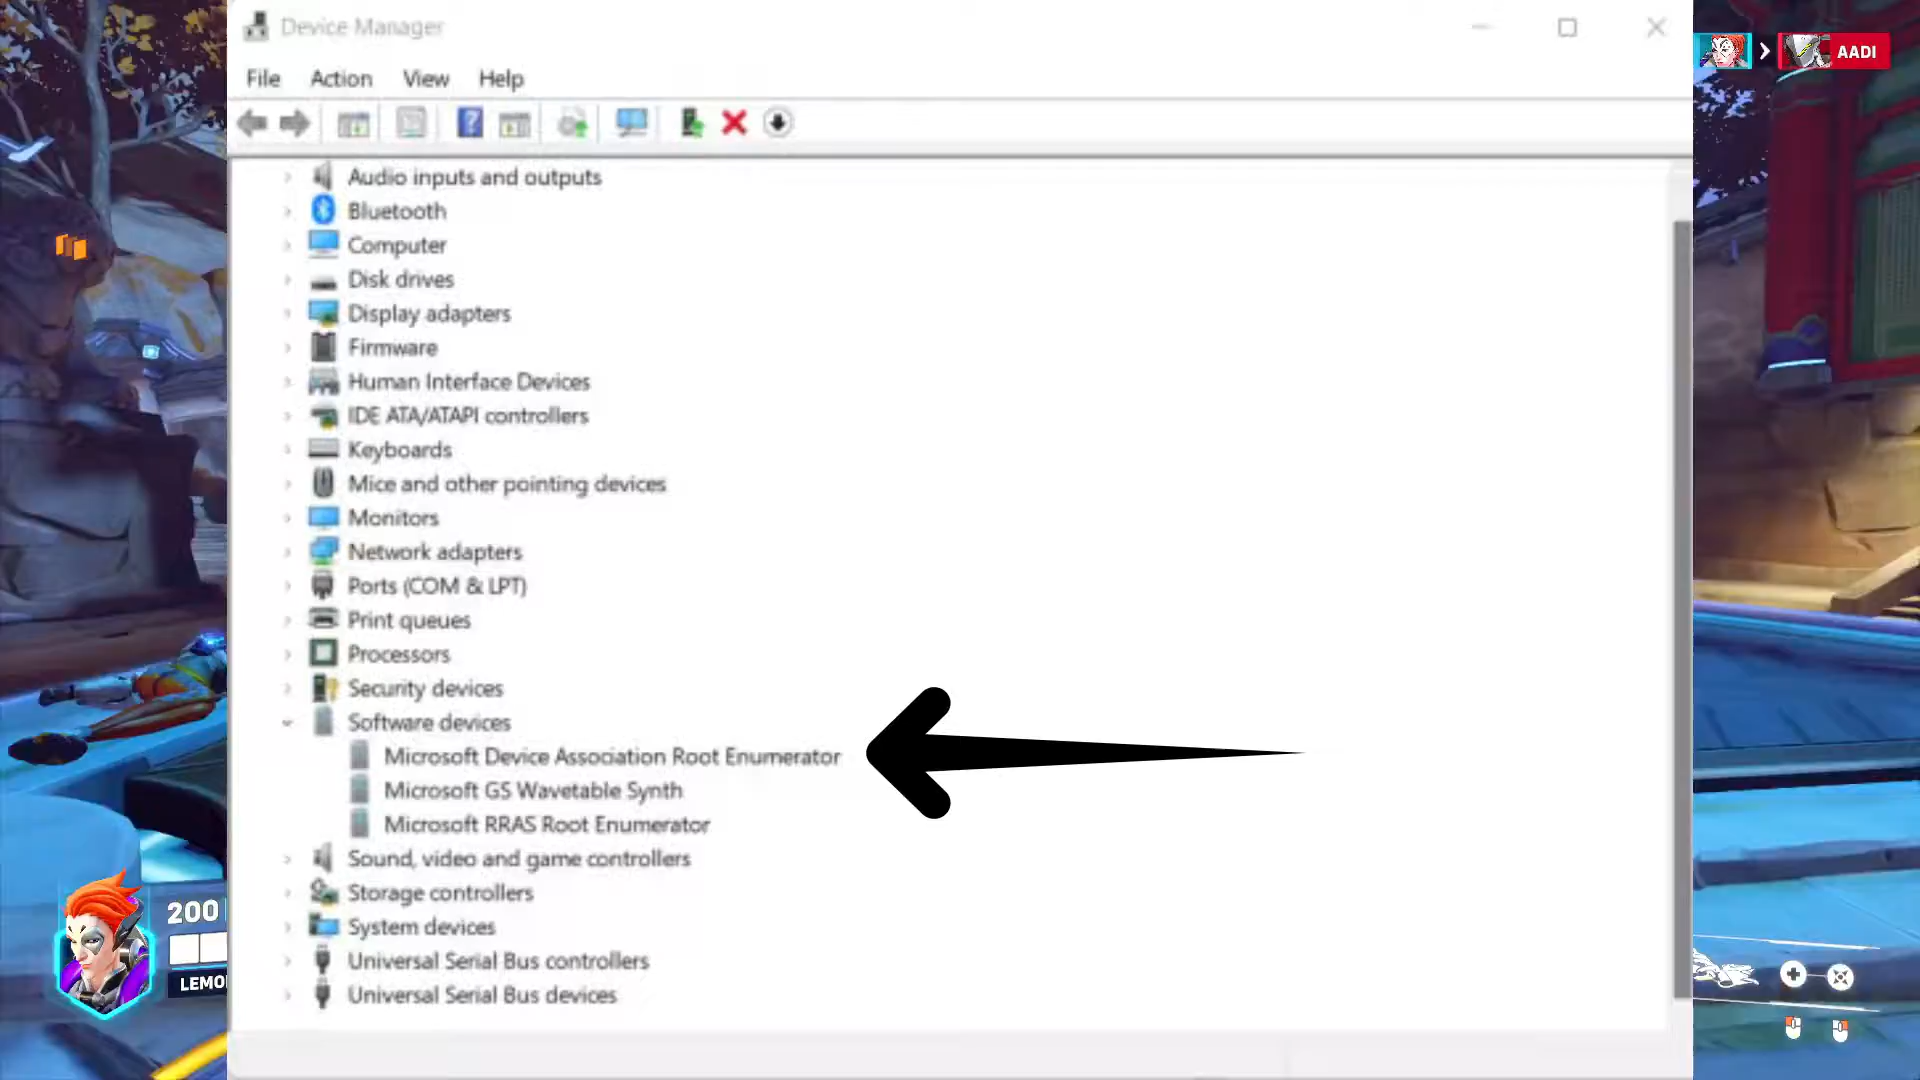 Device Manager
AADI
File Action View Help
Audio inputs and outputs
Bluetooth
Computer
Disk drives
Display adapters
Firmware
Human Interface Devices
IDE ATA/ATAPI controllers
Keyboards
Mice and other pointing devices
Monitors
Network adapters
Ports (COM & LPT)
Print queues
Processors
Security devices
Software devices
Microsoft Device Association Root Enumerator
Microsoft GS Wavetable Synth
Microsoft RRAS Root Enumerator
Sound, video and game controllers
Storage controllers
System devices
Universal Serial Bus controllers
Universal Serial Bus devices
200
LEMO